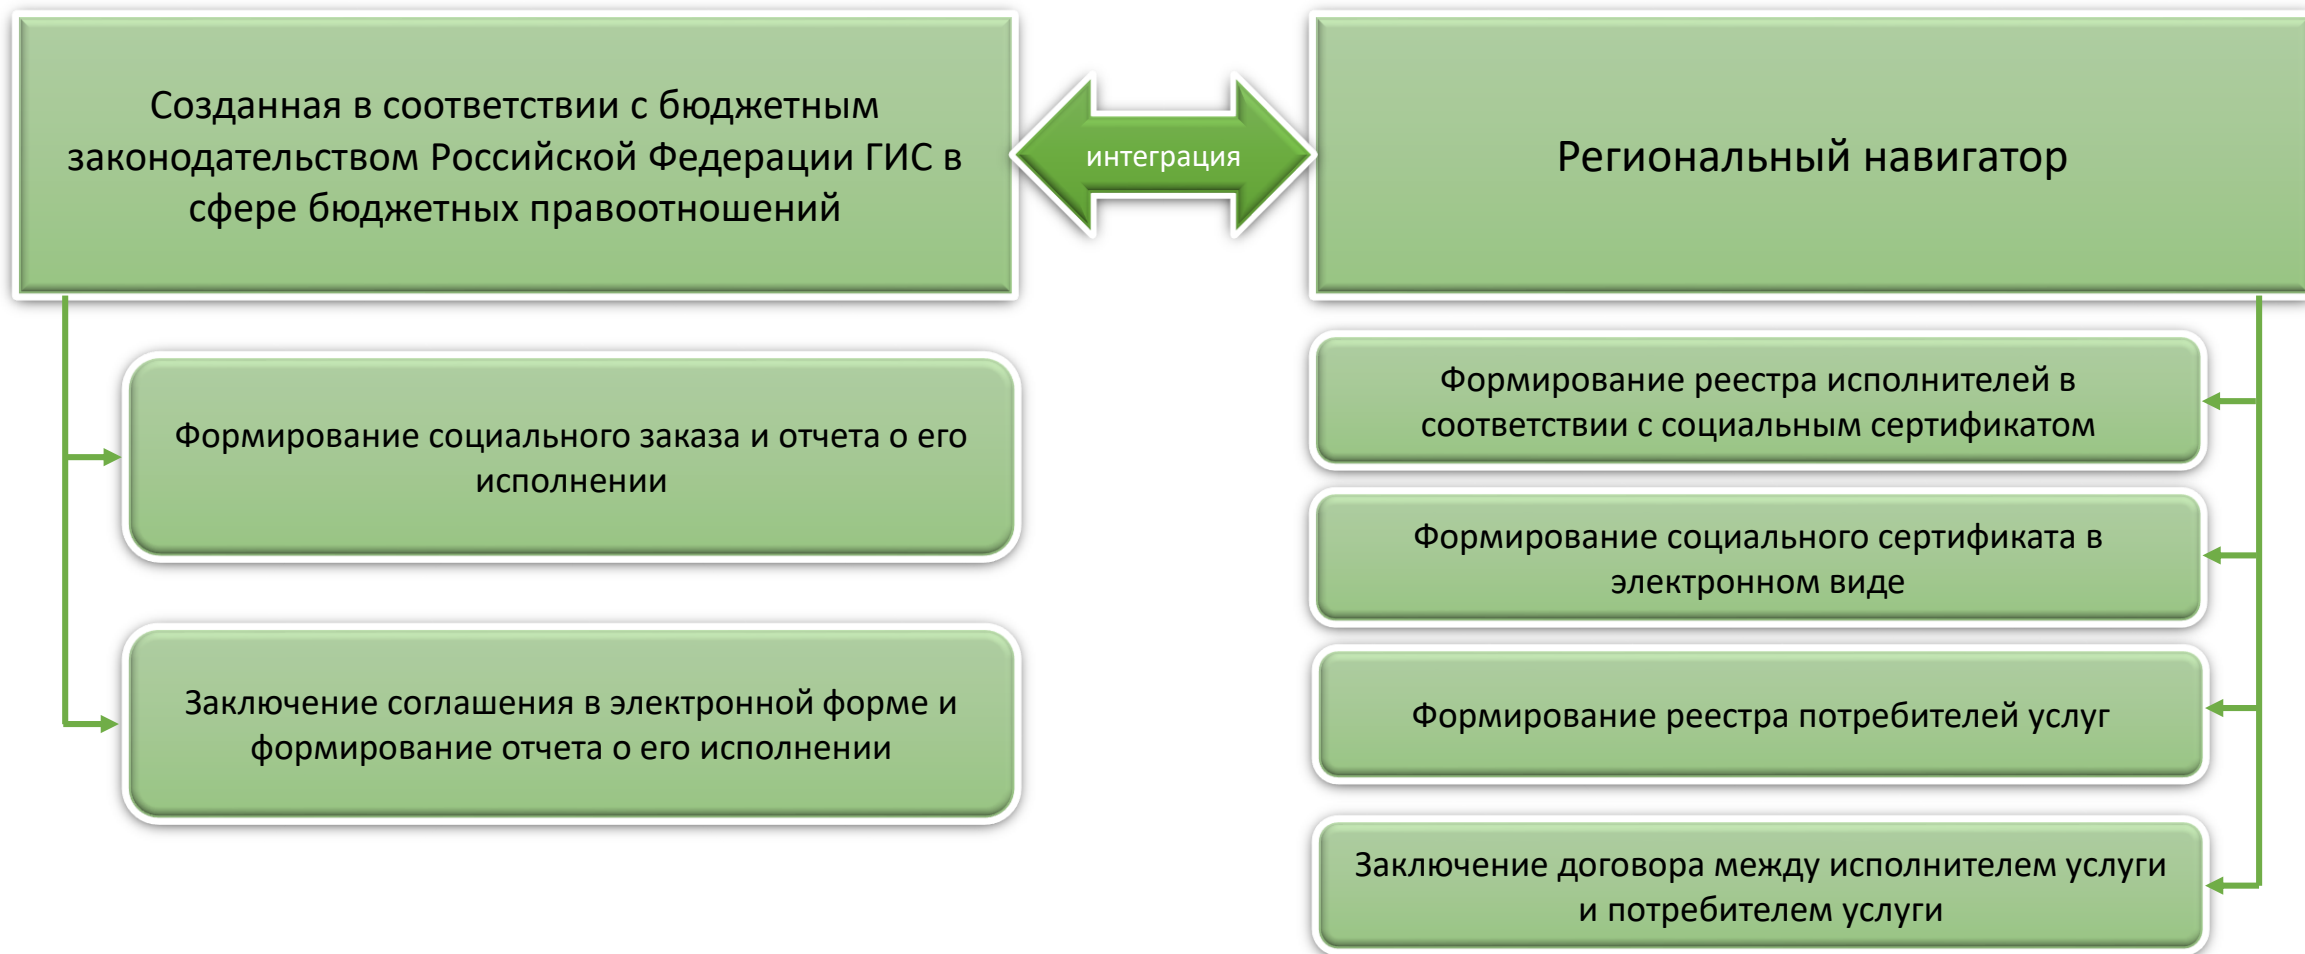 Созданная в соответствии с бюджетным
законодательством Российской Федерации ГИС в
сфере бюджетных правоотношений
интеграция
Региональный навигатор
Формирование социального заказа и отчета о его
исполнении
Заключение соглашения в электронной форме и
формирование отчета о его исполнении
Формирование реестра исполнителей в
соответствии с социальным сертификатом
Формирование социального сертификата в
электронном виде
Формирование реестра потребителей услуг
Заключение договора между исполнителем услуги
и потребителем услуги